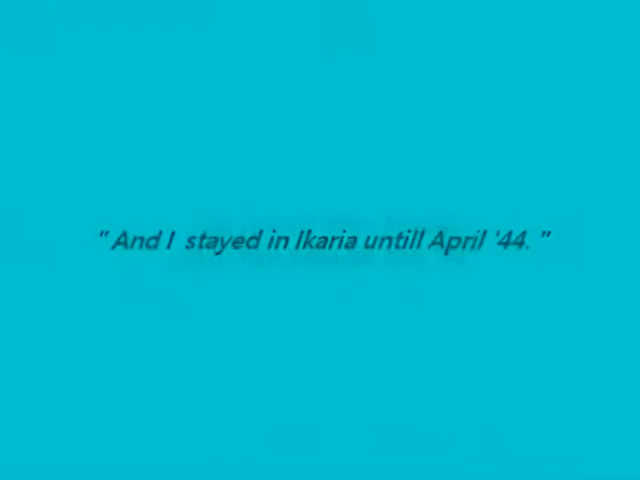 " And I stayed in Ikaria untill April '44. "